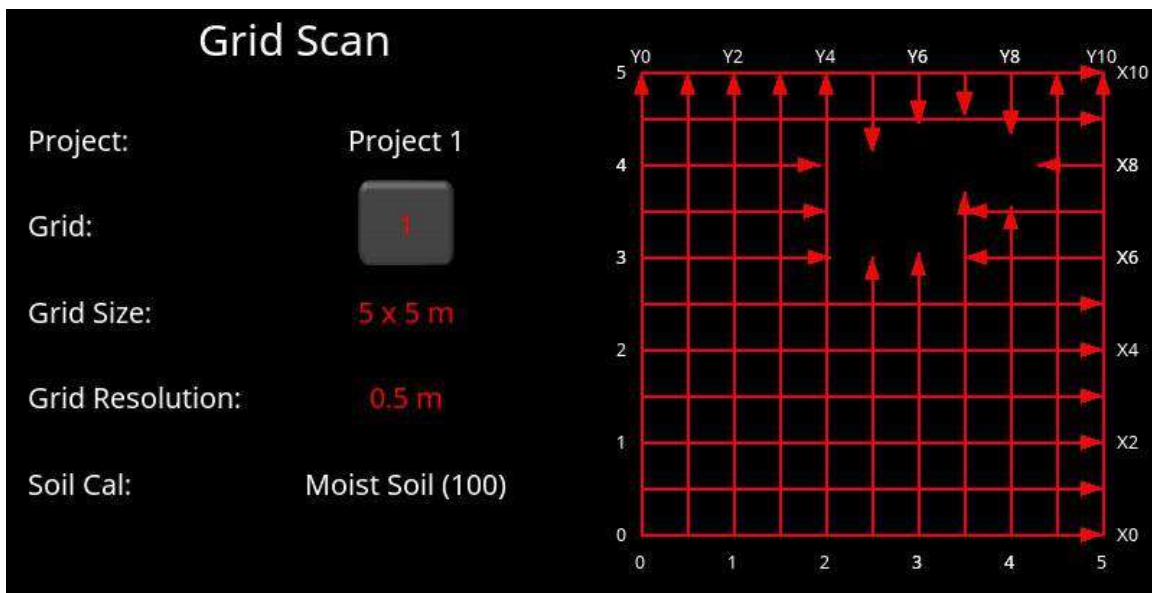 Grid Scan
Project: Project 1
Grid: 1
Grid Size: 5 x 5 m
Grid Resolution: 0.5 m
Soil Cal: Moist Soil (100)
Y0 Y2 Y4 Y6 Y8 Y10
5 X10
4 X8
3 X6
2 X4
1 X2
0 X0
0 1 2 3 4 5